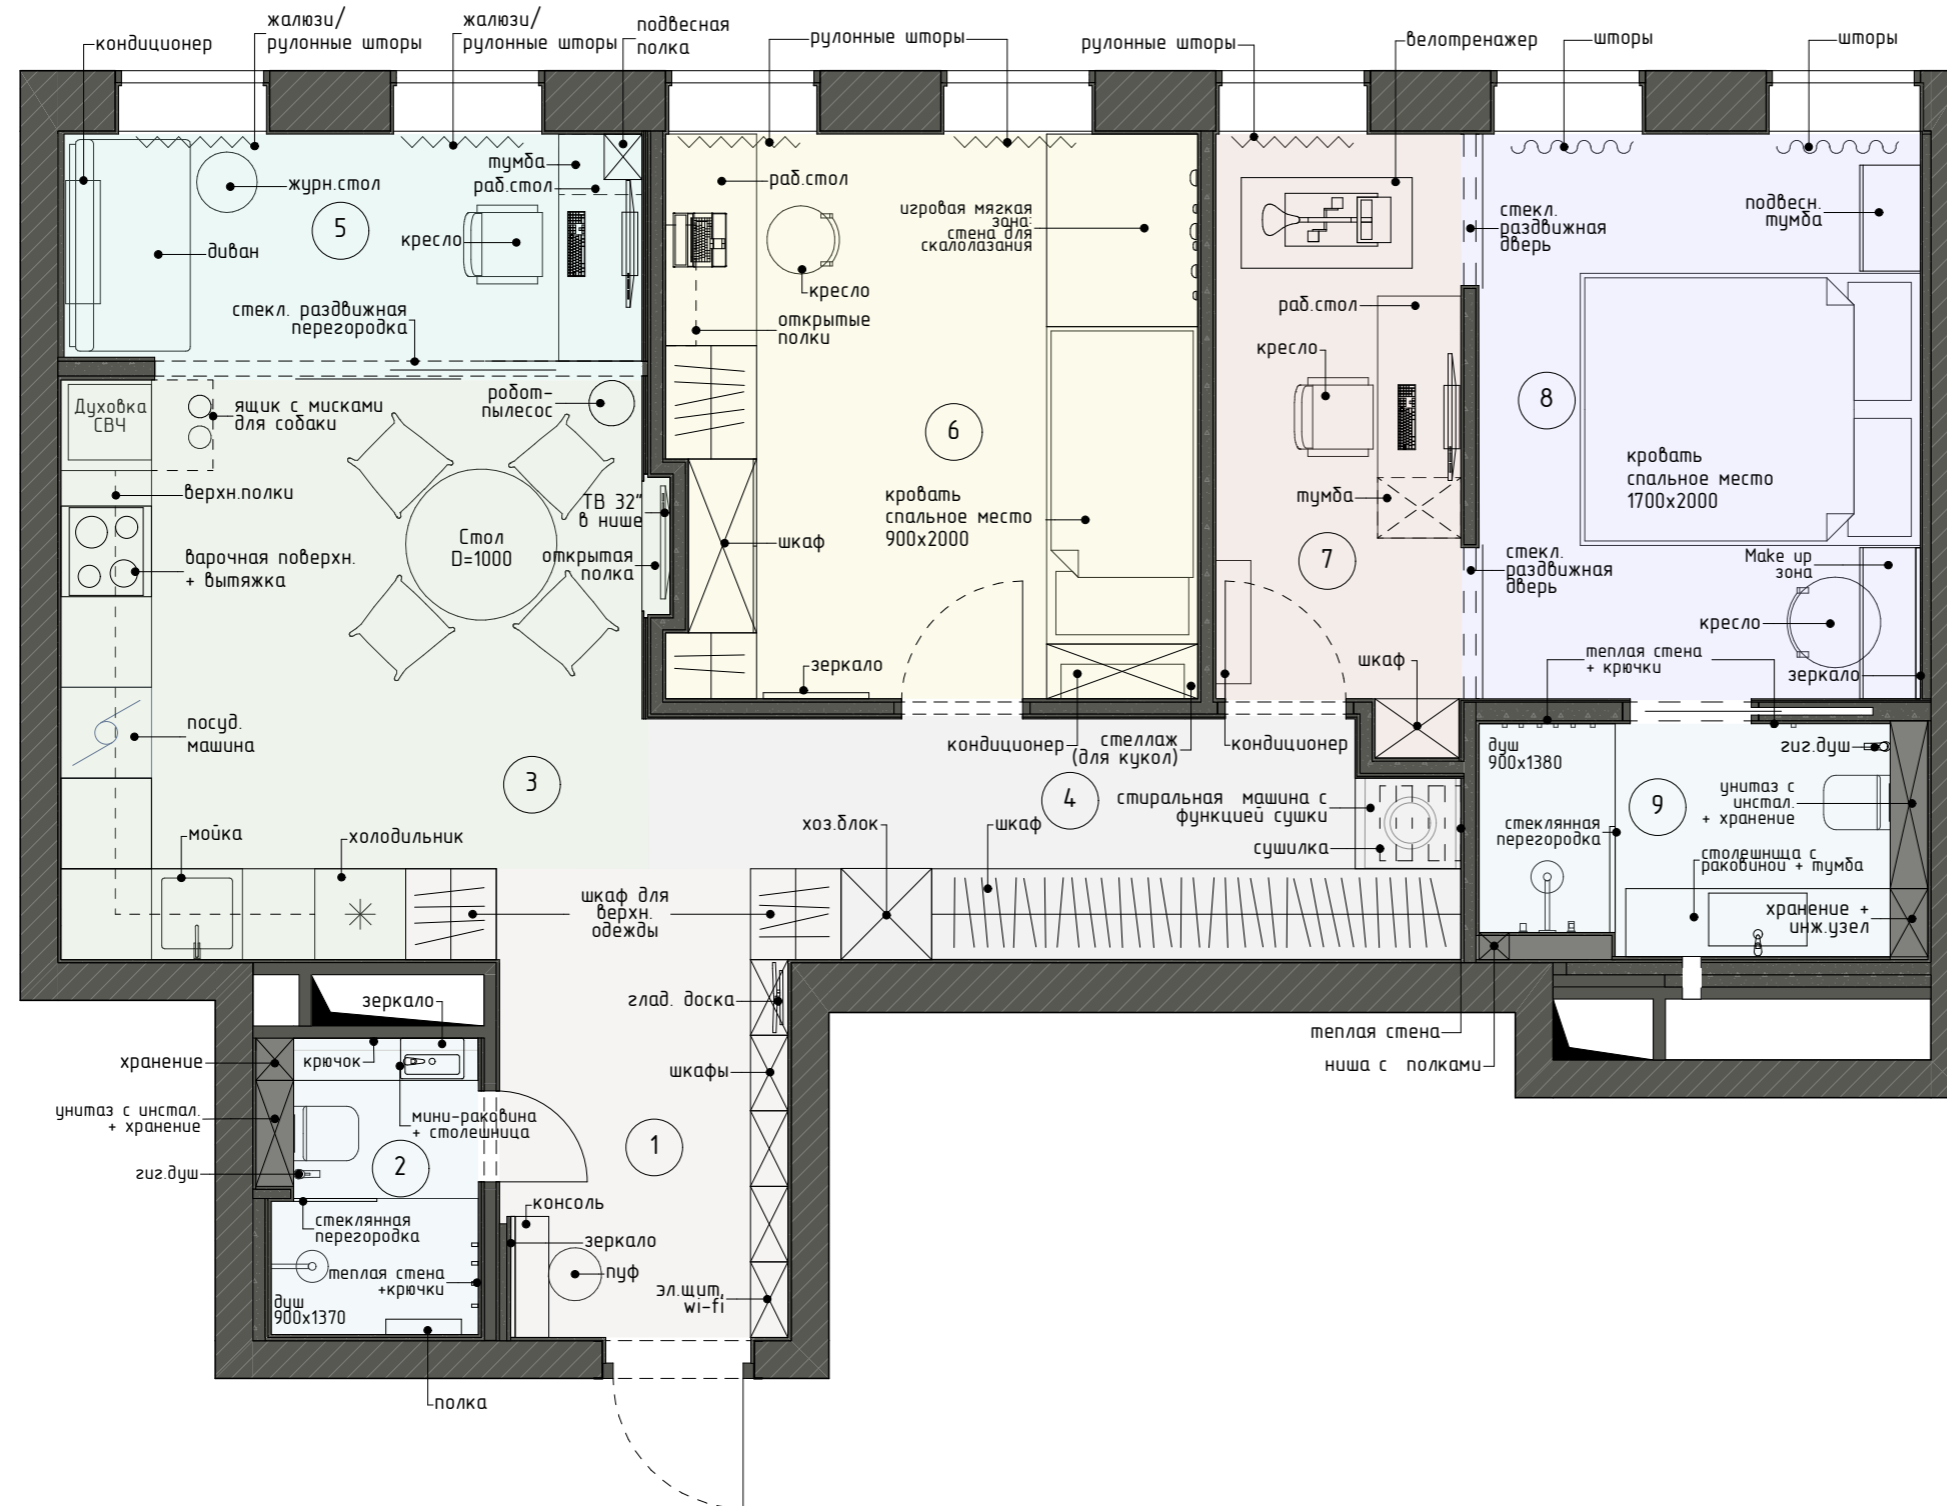 кондиционер
жалюзи/
рулонные шторы
жалюзи/
рулонные шторы
подвесная
полка
рулонные шторы
рулонные шторы
велотренажер
шторы
шторы
тумба
раб.стол
журн.стол
5
кресло
диван
стекл. раздвижная
перегородка
раб.стол
игровая мягкая
зона:
стена для
скалолазания
кресло
открытые
полки
6
кровать
спальное место
900х2000
шкаф
зеркало
стекл.
раздвижная
дверь
подвесн.
тумба
раб.стол
кресло
тумба
7
шкаф
8
кровать
спальное место
1700х2000
стекл.
раздвижная
дверь
Make up
зона
кресло
теплая стена
+ крючки
зеркало
Духовка
СВЧ
ящик с мисками
для собаки
робот-
пылесос
верхн.полки
ТВ 32"
в нише
Стол
D=1000
варочная поверхн.
+ вытяжка
открытая
полка
посуд.
машина
3
мойка
холодильник
кондиционер
стеллаж
(для кукол)
кондиционер
4
стиральная машина с
функцией сушки
хоз.блок
шкаф
сушилка
шкаф для
верхн.
одежды
душ
900х1380
гиг.душ
9
унитаз с
инстал.
+ хранение
стеклянная
перегородка
столешница с
раковиной + тумба
хранение +
инж.узел
глад. доска
теплая стена
ниша с полками
зеркало
хранение
крючок
шкафы
унитаз с инстал.
+ хранение
мини-раковина
+ столешница
2
1
гиг.душ
консоль
стеклянная
перегородка
зеркало
теплая стена
+крючки
пуф
эл.щит,
wi-fi
душ
900х1370
полка